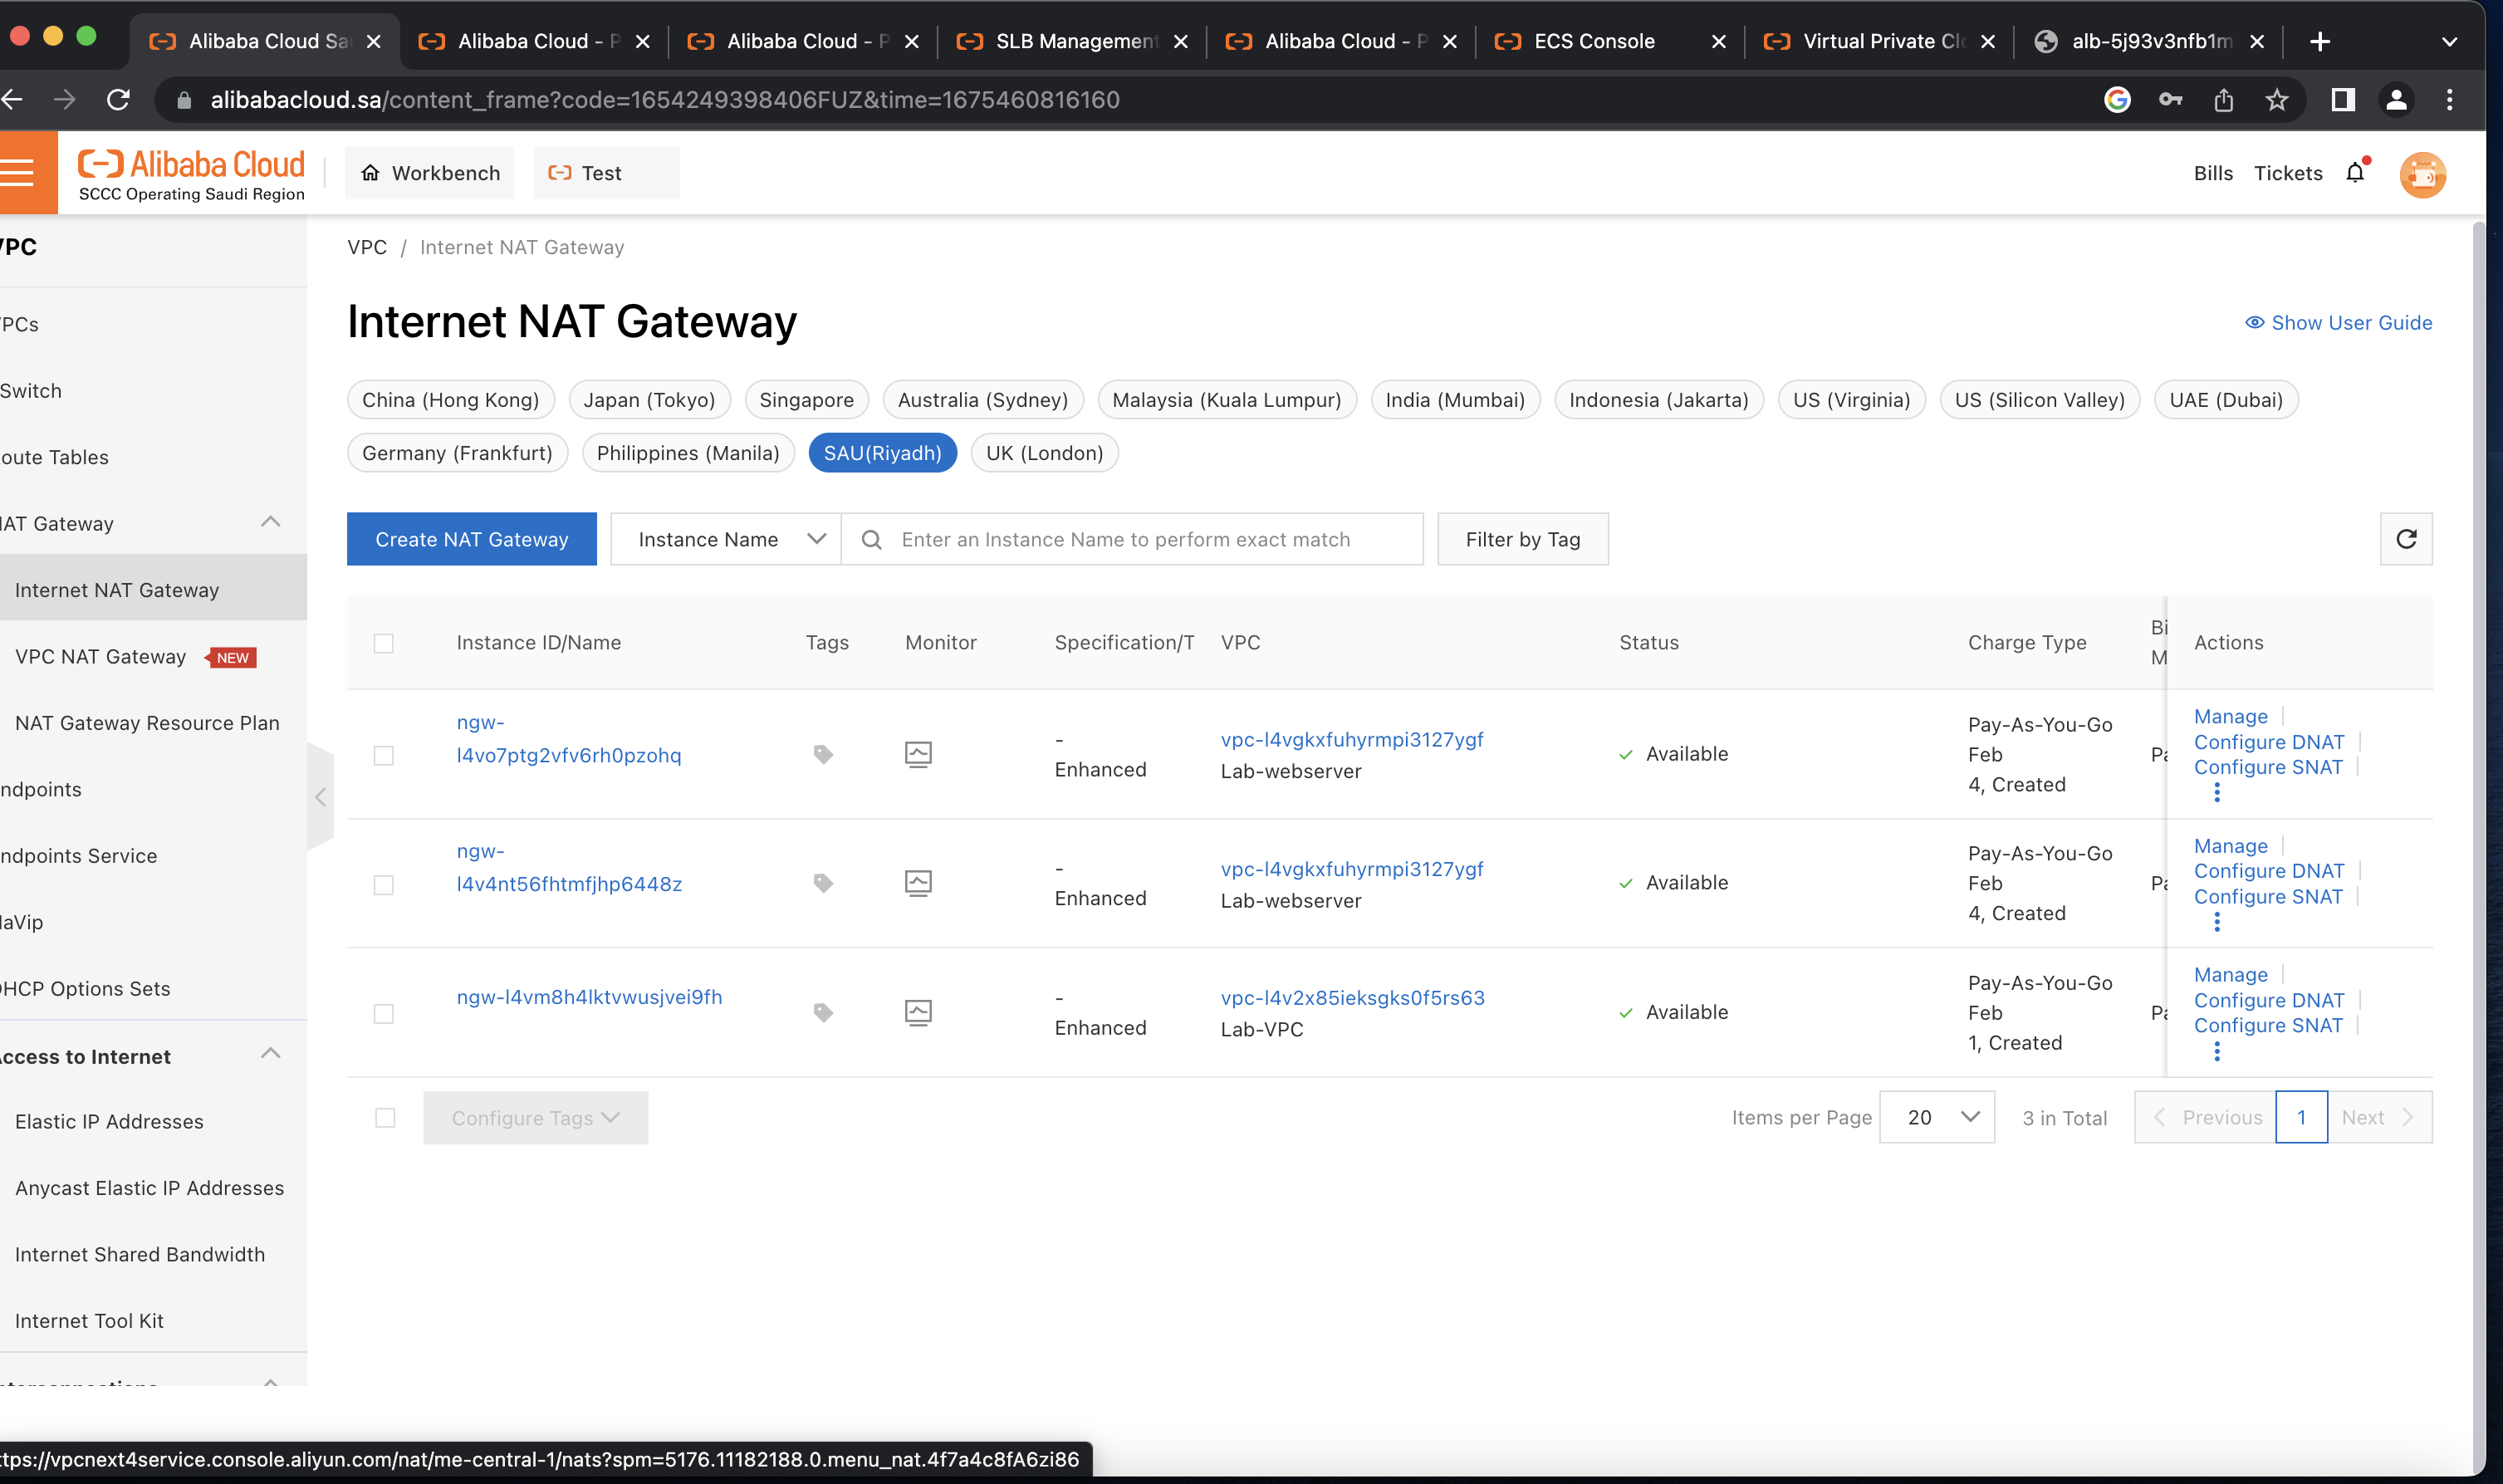 Alibaba Cloud Sa
Alibaba Cloud - P
Alibaba Cloud - P
SLB Management
Alibaba Cloud - P
ECS Console
Virtual Private Clo
alb-5j93v3nfb1m
alibabacloud.sa/content_frame?code=1654249398406FUZ&time=1675460816160
Alibaba Cloud
SCCC Operating Saudi Region
Workbench
Test
Bills
Tickets
VPC
VPCs
Switch
oute Tables
NAT Gateway
Internet NAT Gateway
VPC NAT Gateway NEW
NAT Gateway Resource Plan
ndpoints
ndpoints Service
HaVip
DHCP Options Sets
Access to Internet
Elastic IP Addresses
Anycast Elastic IP Addresses
Internet Shared Bandwidth
Internet Tool Kit
VPC / Internet NAT Gateway
Internet NAT Gateway
Show User Guide
China (Hong Kong) Japan (Tokyo) Singapore Australia (Sydney) Malaysia (Kuala Lumpur) India (Mumbai) Indonesia (Jakarta) US (Virginia) US (Silicon Valley) UAE (Dubai)
Germany (Frankfurt) Philippines (Manila) SAU(Riyadh) UK (London)
Create NAT Gateway
Instance Name
Enter an Instance Name to perform exact match
Filter by Tag
Instance ID/Name Tags Monitor Specification/T VPC Status Charge Type Bi M Actions
ngw-
l4vo7ptg2vfv6rh0pzohq
-
Enhanced
vpc-l4vgkxfuhyrmpi3127ygf
Lab-webserver
Available
Pay-As-You-Go
Feb
4, Created
Pa
Manage
Configure DNAT
Configure SNAT
ngw-
l4v4nt56fhtmfjhp6448z
-
Enhanced
vpc-l4vgkxfuhyrmpi3127ygf
Lab-webserver
Available
Pay-As-You-Go
Feb
4, Created
Pa
Manage
Configure DNAT
Configure SNAT
ngw-l4vm8h4lktvwusjvei9fh
-
Enhanced
vpc-l4v2x85ieksgks0f5rs63
Lab-VPC
Available
Pay-As-You-Go
Feb
1, Created
Pa
Manage
Configure DNAT
Configure SNAT
Configure Tags
Items per Page 20 3 in Total Previous 1 Next
ttps://vpcnext4service.console.aliyun.com/nat/me-central-1/nats?spm=5176.11182188.0.menu_nat.4f7a4c8fA6zi86